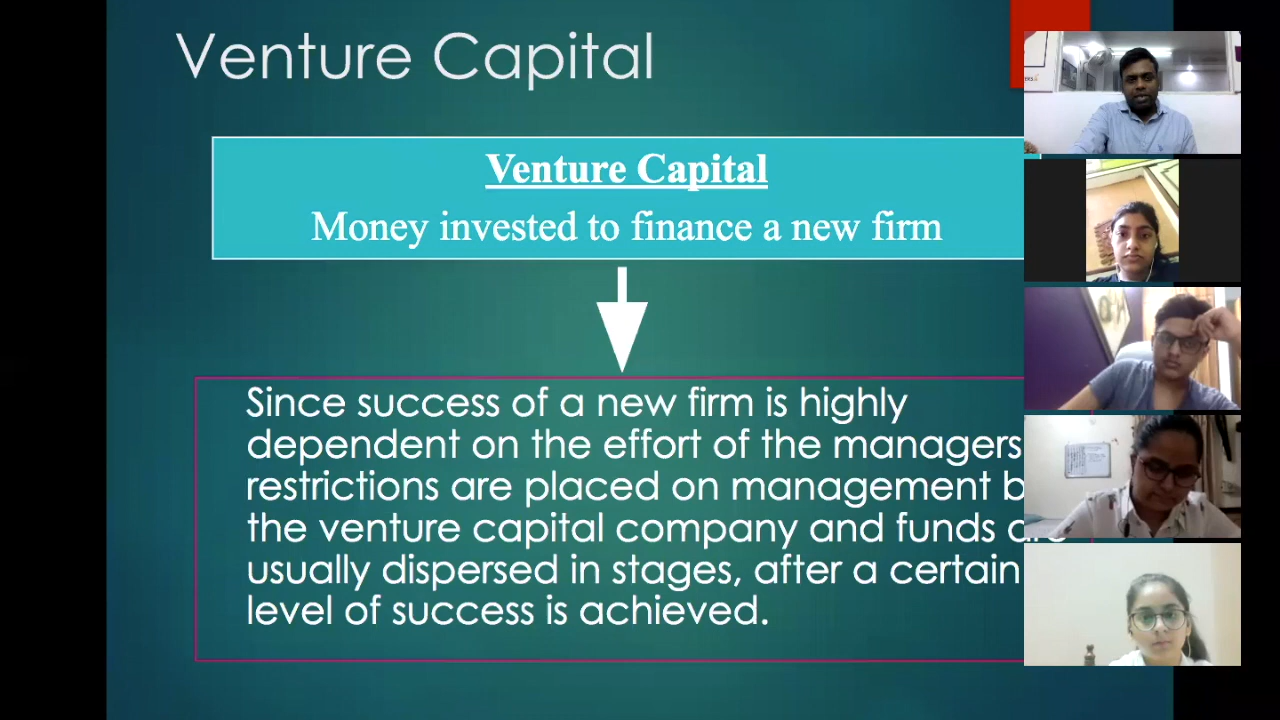 Venture Capital
Venture Capital
Money invested to finance a new firm
Since success of a new firm is highly
dependent on the effort of the managers
restrictions are placed on management
the venture capital company and funds
usually dispersed in stages, after a certain
level of success is achieved.